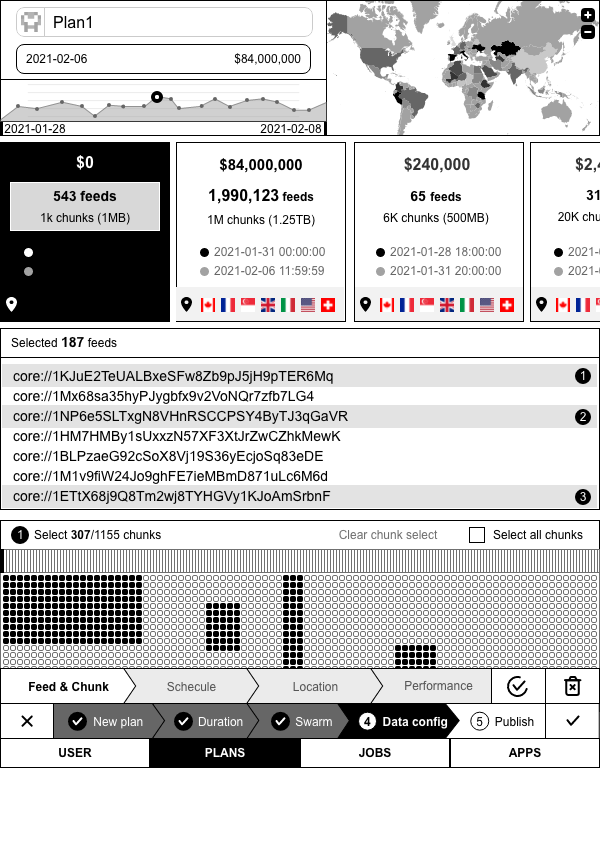 Plan1
2021-02-06 $84,000,000
2021-01-28 2021-02-08
$0
543 feeds
1k chunks (1MB)
$84,000,000
1,990,123 feeds
1M chunks (1.25TB)
2021-01-31 00:00:00
2021-02-06 11:59:59
$240,000
65 feeds
6K chunks (500MB)
2021-01-28 18:00:00
2021-01-31 20:00:00
$2,4
31
20K chu
2021-0
2021-0
Selected 187 feeds
core://1KJuE2TeUALBxeSFw8Zb9pJ5jH9pTER6Mq 1
core://1Mx68sa35hyPJygbfx9v2VoNQr7zfb7LG4
core://1NP6e5SLTxgN8VHnRSCCPSY4ByTJ3qGaVR 2
core://1HM7HMBy1sUxxzN57XF3XtJrZwCZhkMewK
core://1BLPzaeG92cSoX8Vj19S36yEcjoSq83eDE
core://1M1v9fiW24Jo9ghFE7ieMBmD871uLc6M6d
core://1ETtX68j9Q8Tm2wj8TYHGVy1KJoAmSrbnF 3
1 Select 307/1155 chunks Clear chunk select Select all chunks
Feed & Chunk Schecule Location Performance
New plan Duration Swarm 4 Data config 5 Publish
USER PLANS JOBS APPS